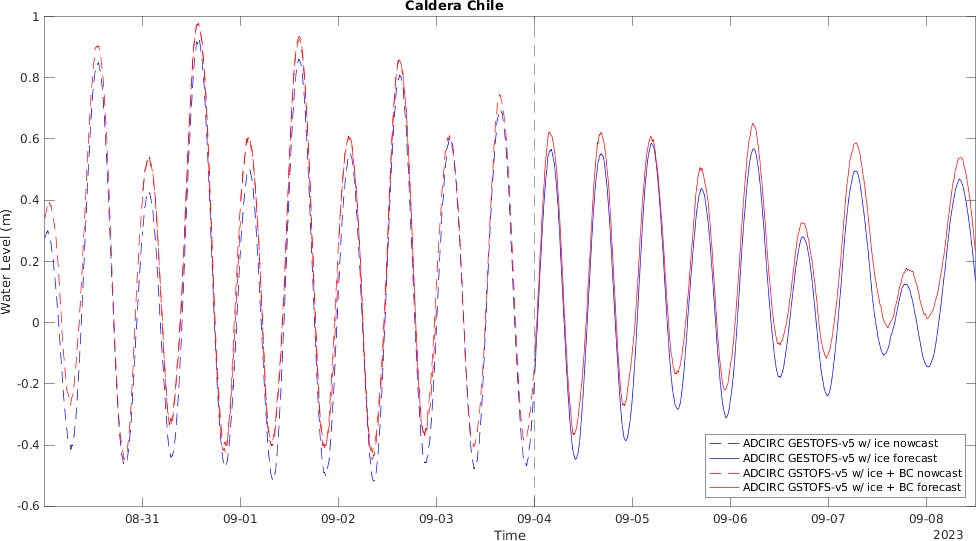 Caldera Chile
1
0.8
0.6
0.4
0.2
0
-0.2
-0.4
-0.6
Water Level (m)
08-31 09-01 09-02 09-03 09-04 09-05 09-06 09-07 09-08
Time
2023
ADCIRC GESTOFS-v5 w/ ice nowcast
ADCIRC GESTOFS-v5 w/ ice forecast
ADCIRC GSTOFS-v5 w/ ice + BC nowcast
ADCIRC GSTOFS-v5 w/ ice + BC forecast